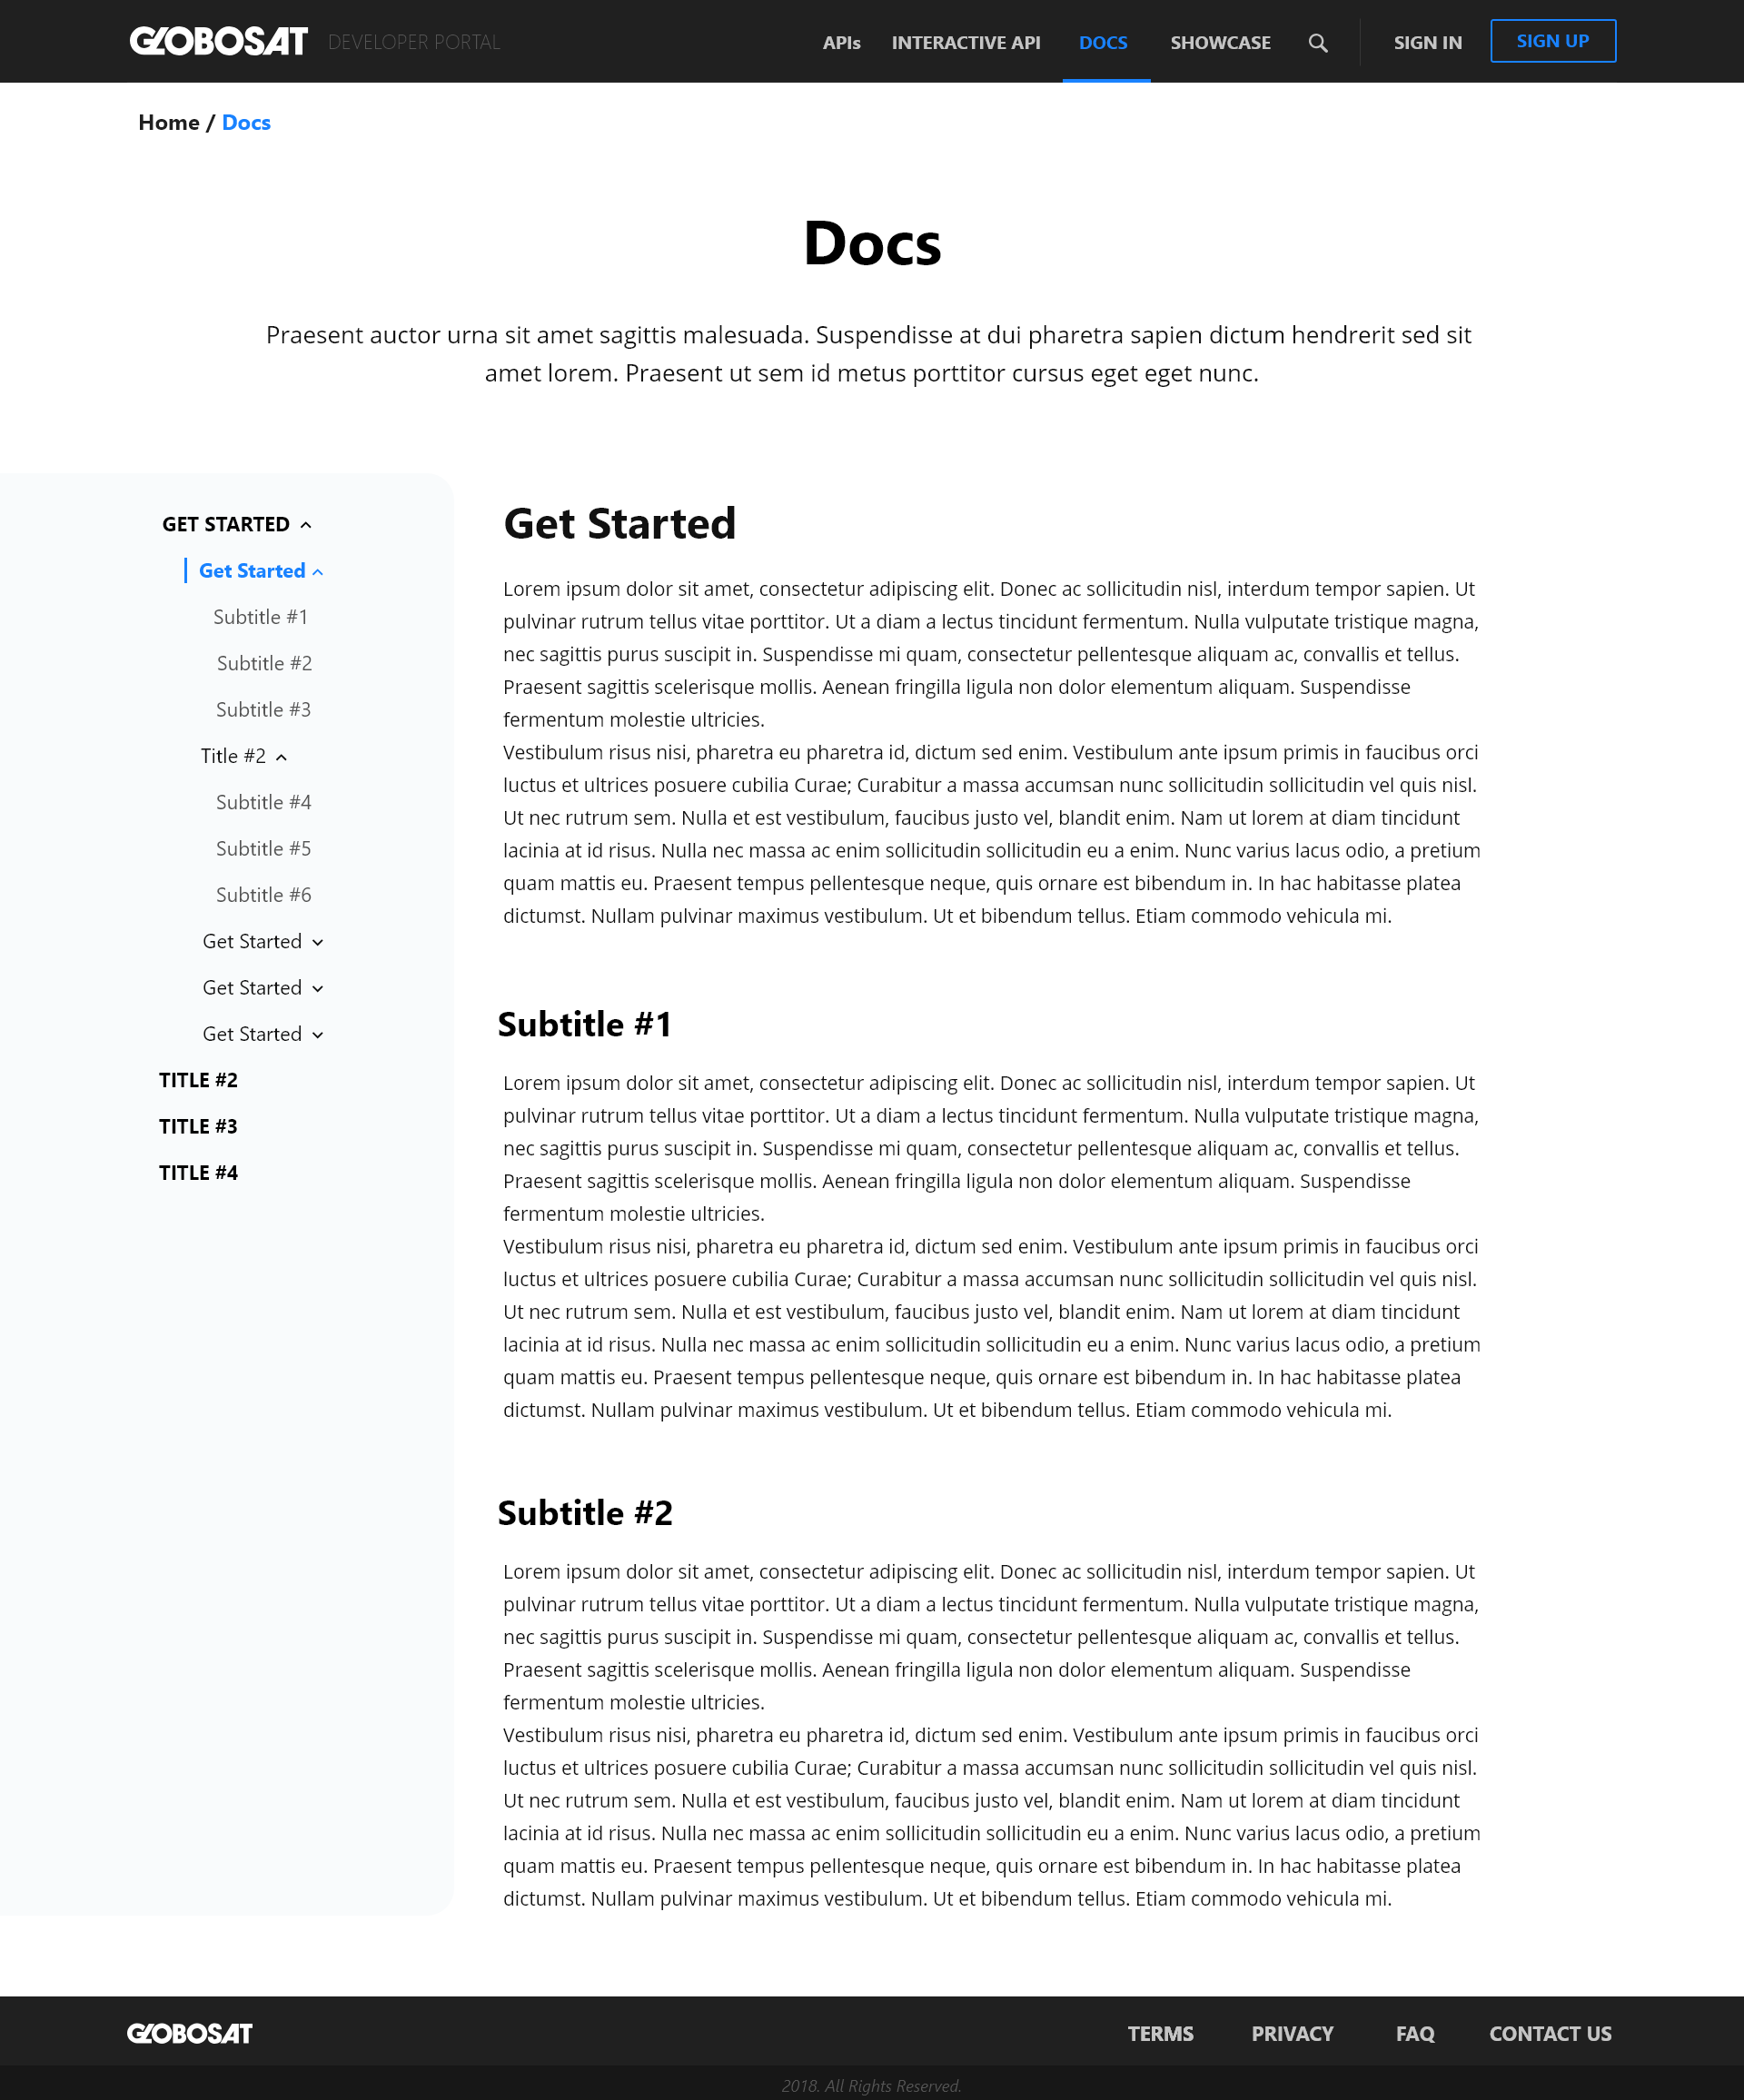 GLOBOSAT DEVELOPER PORTAL APIs INTERACTIVE API DOCS SHOWCASE SIGN IN SIGN UP
Home / Docs
Docs
Praesent auctor urna sit amet sagittis malesuada. Suspendisse at dui pharetra sapien dictum hendrerit sed sit
amet lorem. Praesent ut sem id metus porttitor cursus eget eget nunc.
GET STARTED
Get Started
Subtitle #1
Subtitle #2
Subtitle #3
Title #2
Subtitle #4
Subtitle #5
Subtitle #6
Get Started
Get Started
Get Started
TITLE #2
TITLE #3
TITLE #4
Get Started
Lorem ipsum dolor sit amet, consectetur adipiscing elit. Donec ac sollicitudin nisl, interdum tempor sapien. Ut
pulvinar rutrum tellus vitae porttitor. Ut a diam a lectus tincidunt fermentum. Nulla vulputate tristique magna,
nec sagittis purus suscipit in. Suspendisse mi quam, consectetur pellentesque aliquam ac, convallis et tellus.
Praesent sagittis scelerisque mollis. Aenean fringilla ligula non dolor elementum aliquam. Suspendisse
fermentum molestie ultricies.
Vestibulum risus nisi, pharetra eu pharetra id, dictum sed enim. Vestibulum ante ipsum primis in faucibus orci
luctus et ultrices posuere cubilia Curae; Curabitur a massa accumsan nunc sollicitudin sollicitudin vel quis nisl.
Ut nec rutrum sem. Nulla et est vestibulum, faucibus justo vel, blandit enim. Nam ut lorem at diam tincidunt
lacinia at id risus. Nulla nec massa ac enim sollicitudin sollicitudin eu a enim. Nunc varius lacus odio, a pretium
quam mattis eu. Praesent tempus pellentesque neque, quis ornare est bibendum in. In hac habitasse platea
dictumst. Nullam pulvinar maximus vestibulum. Ut et bibendum tellus. Etiam commodo vehicula mi.
Subtitle #1
Lorem ipsum dolor sit amet, consectetur adipiscing elit. Donec ac sollicitudin nisl, interdum tempor sapien. Ut
pulvinar rutrum tellus vitae porttitor. Ut a diam a lectus tincidunt fermentum. Nulla vulputate tristique magna,
nec sagittis purus suscipit in. Suspendisse mi quam, consectetur pellentesque aliquam ac, convallis et tellus.
Praesent sagittis scelerisque mollis. Aenean fringilla ligula non dolor elementum aliquam. Suspendisse
fermentum molestie ultricies.
Vestibulum risus nisi, pharetra eu pharetra id, dictum sed enim. Vestibulum ante ipsum primis in faucibus orci
luctus et ultrices posuere cubilia Curae; Curabitur a massa accumsan nunc sollicitudin sollicitudin vel quis nisl.
Ut nec rutrum sem. Nulla et est vestibulum, faucibus justo vel, blandit enim. Nam ut lorem at diam tincidunt
lacinia at id risus. Nulla nec massa ac enim sollicitudin sollicitudin eu a enim. Nunc varius lacus odio, a pretium
quam mattis eu. Praesent tempus pellentesque neque, quis ornare est bibendum in. In hac habitasse platea
dictumst. Nullam pulvinar maximus vestibulum. Ut et bibendum tellus. Etiam commodo vehicula mi.
Subtitle #2
Lorem ipsum dolor sit amet, consectetur adipiscing elit. Donec ac sollicitudin nisl, interdum tempor sapien. Ut
pulvinar rutrum tellus vitae porttitor. Ut a diam a lectus tincidunt fermentum. Nulla vulputate tristique magna,
nec sagittis purus suscipit in. Suspendisse mi quam, consectetur pellentesque aliquam ac, convallis et tellus.
Praesent sagittis scelerisque mollis. Aenean fringilla ligula non dolor elementum aliquam. Suspendisse
fermentum molestie ultricies.
Vestibulum risus nisi, pharetra eu pharetra id, dictum sed enim. Vestibulum ante ipsum primis in faucibus orci
luctus et ultrices posuere cubilia Curae; Curabitur a massa accumsan nunc sollicitudin sollicitudin vel quis nisl.
Ut nec rutrum sem. Nulla et est vestibulum, faucibus justo vel, blandit enim. Nam ut lorem at diam tincidunt
lacinia at id risus. Nulla nec massa ac enim sollicitudin sollicitudin eu a enim. Nunc varius lacus odio, a pretium
quam mattis eu. Praesent tempus pellentesque neque, quis ornare est bibendum in. In hac habitasse platea
dictumst. Nullam pulvinar maximus vestibulum. Ut et bibendum tellus. Etiam commodo vehicula mi.
GLOBOSAT TERMS PRIVACY FAQ CONTACT US
2018. All Rights Reserved.